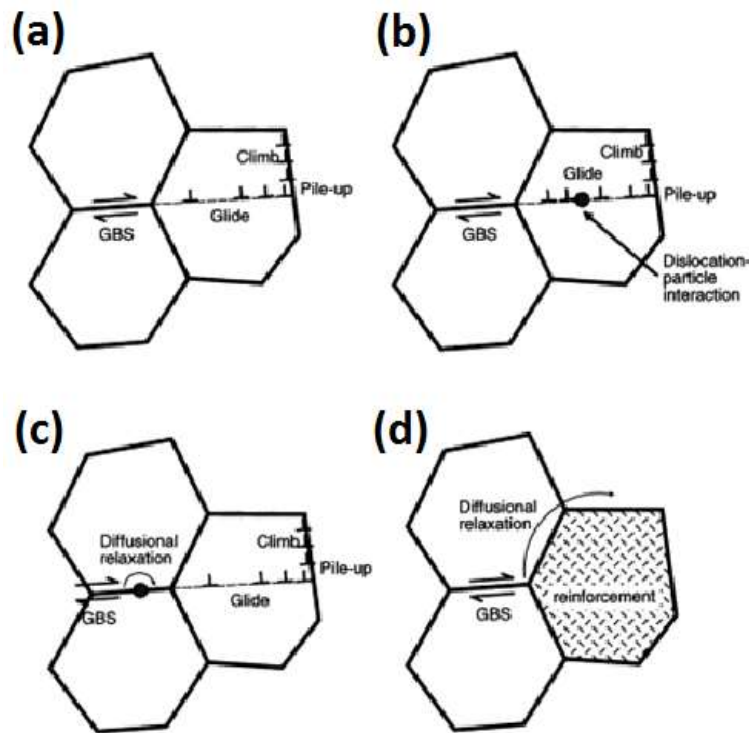 (a)
Climb
Pile-up
Glide
GBS
(b)
Climb
Glide
Pile-up
GBS
Dislocation-
particle
interaction
(c)
Diffusional
relaxation
Climb
Pile-up
GBS
Glide
(d)
Diffusional
relaxation
reinforcement
GBS